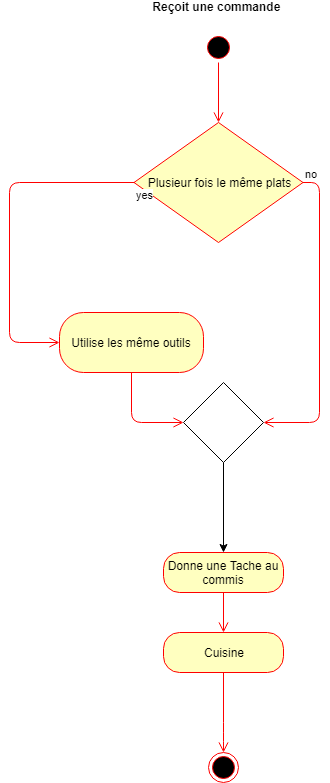 Reçoit une commande
Plusieur fois le même plats
no
yes
Utilise les même outils
Donne une Tache au
commis
Cuisine